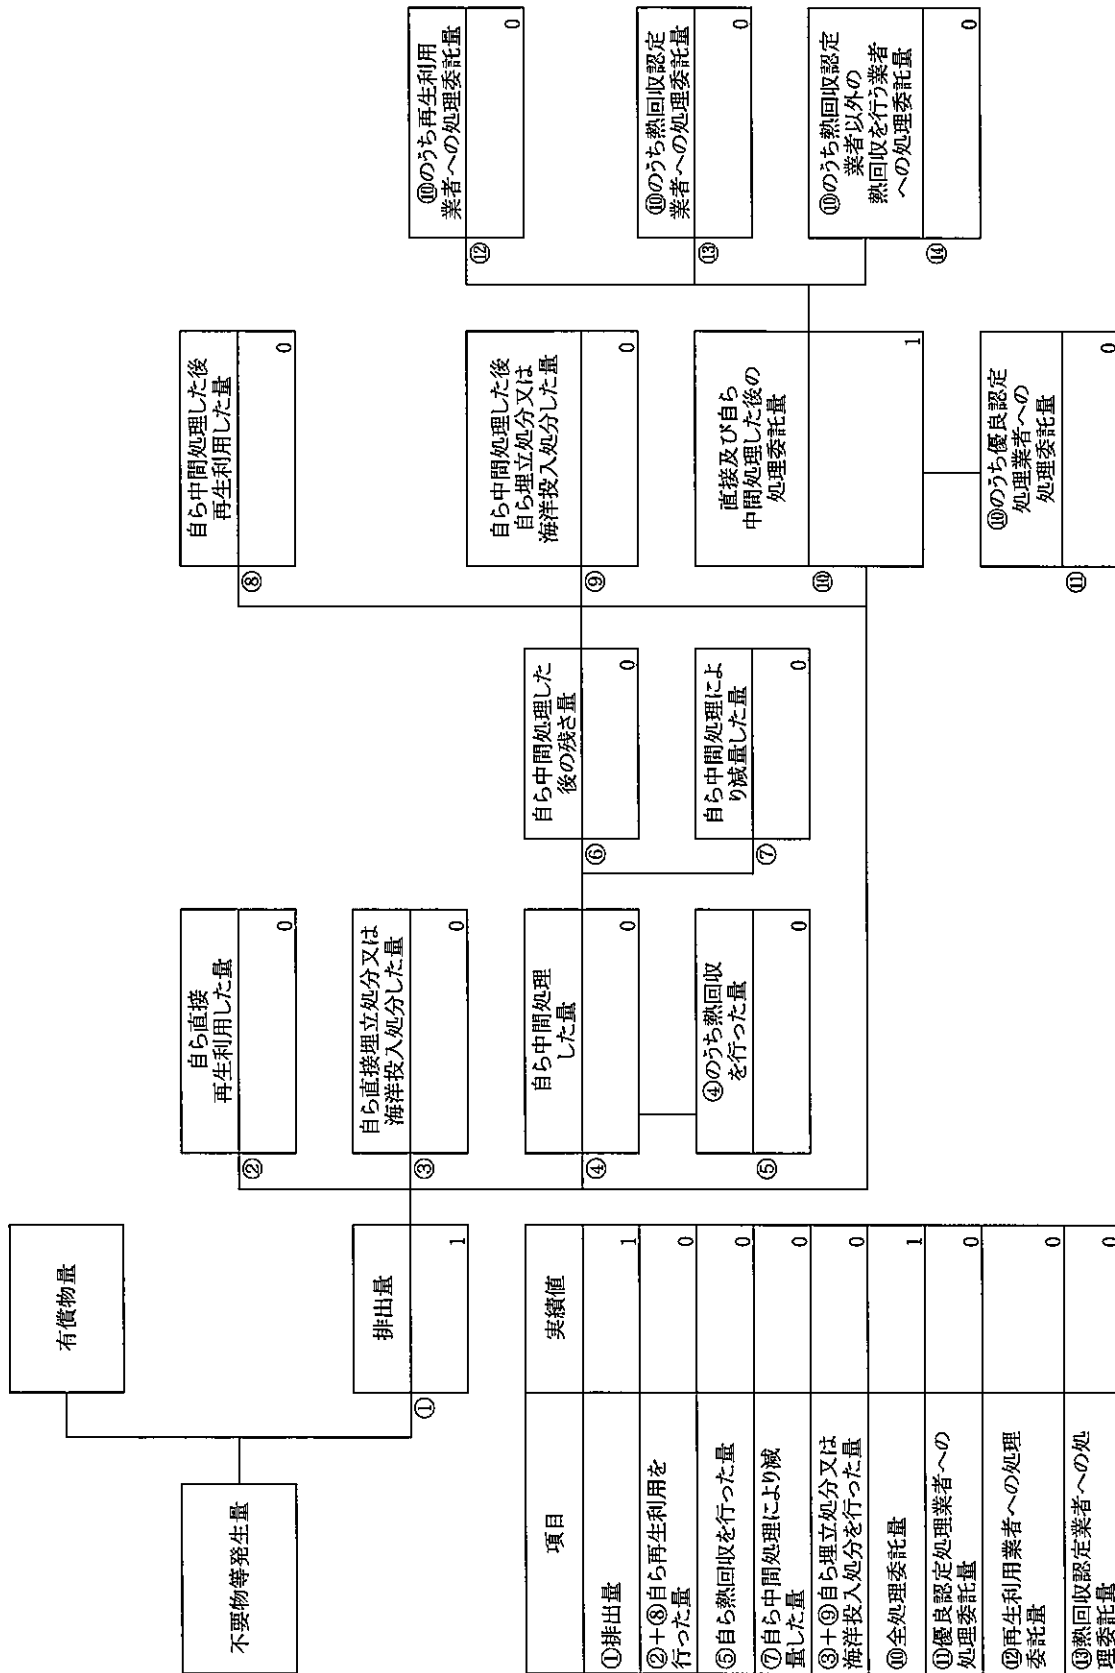 不要物等発生量
有償物量
①
排出量
1
②
自ら直接
再生利用した量
0
③
自ら直接埋立処分又は
海洋投入処分した量
0
④
自ら中間処理
した量
0
⑤
④のうち熱回収
を行った量
0
⑥
自ら中間処理した
後の残さ量
0
⑦
自ら中間処理によ
り減量した量
0
⑧
自ら中間処理した後
再生利用した量
0
⑨
自ら中間処理した後
自ら埋立処分又は
海洋投入処分した量
0
⑩
直接及び自ら
中間処理した後の
処理委託量
1
⑪
⑩のうち優良認定
処理業者への
処理委託量
0
⑫
⑩のうち再生利用
業者への処理委託量
0
⑬
⑩のうち熱回収認定
業者への処理委託量
0
⑭
⑩のうち熱回収認定
業者以外の
熱回収を行う業者
への処理委託量
0
項目
実績値
①排出量
1
②+⑧自ら再生利用を
行った量
0
⑤自ら熱回収を行った量
0
⑦自ら中間処理により減
量した量
0
③+⑨自ら埋立処分又は
海洋投入処分を行った量
0
⑩全処理委託量
1
⑪優良認定処理業者への
処理委託量
0
⑫再生利用業者への処理
委託量
0
⑬熱回収認定業者への処
理委託量
0